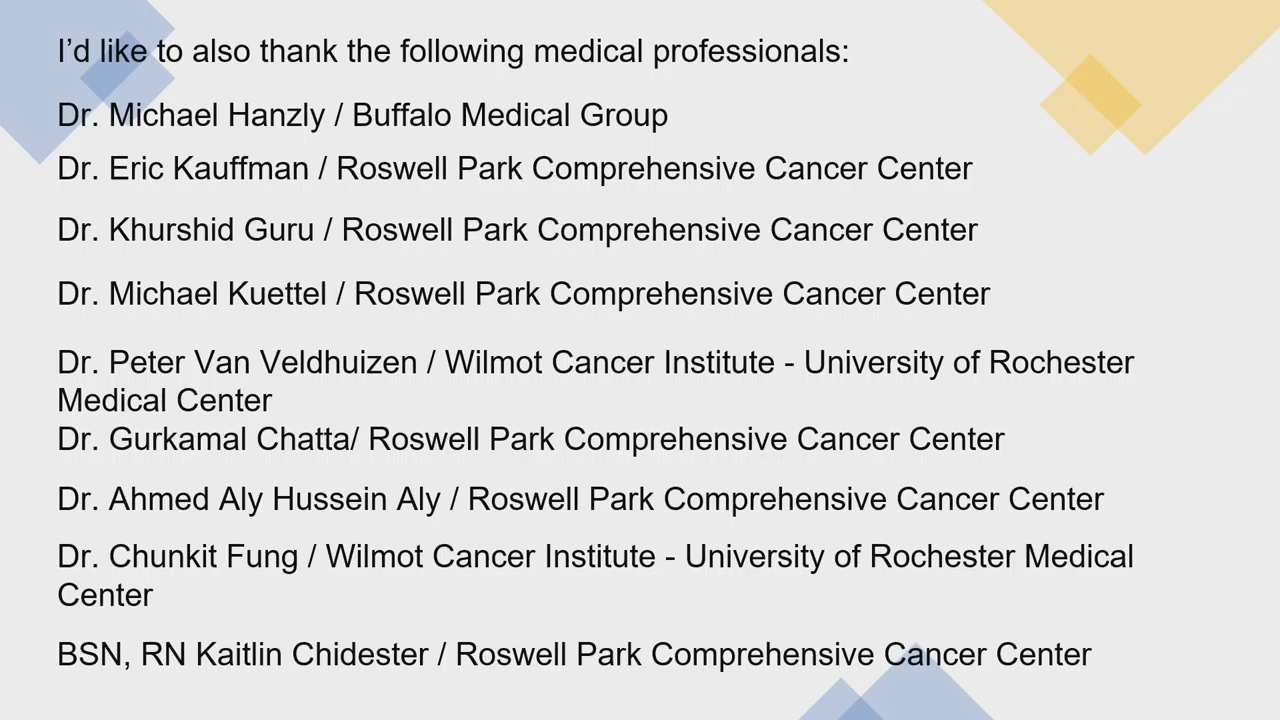 I’d like to also thank the following medical professionals:
Dr. Michael Hanzly / Buffalo Medical Group
Dr. Eric Kauffman / Roswell Park Comprehensive Cancer Center
Dr. Khurshid Guru / Roswell Park Comprehensive Cancer Center
Dr. Michael Kuettel / Roswell Park Comprehensive Cancer Center
Dr. Peter Van Veldhuizen / Wilmot Cancer Institute - University of Rochester
Medical Center
Dr. Gurkamal Chatta/ Roswell Park Comprehensive Cancer Center
Dr. Ahmed Aly Hussein Aly / Roswell Park Comprehensive Cancer Center
Dr. Chunkit Fung / Wilmot Cancer Institute - University of Rochester Medical
Center
BSN, RN Kaitlin Chidester / Roswell Park Comprehensive Cancer Center